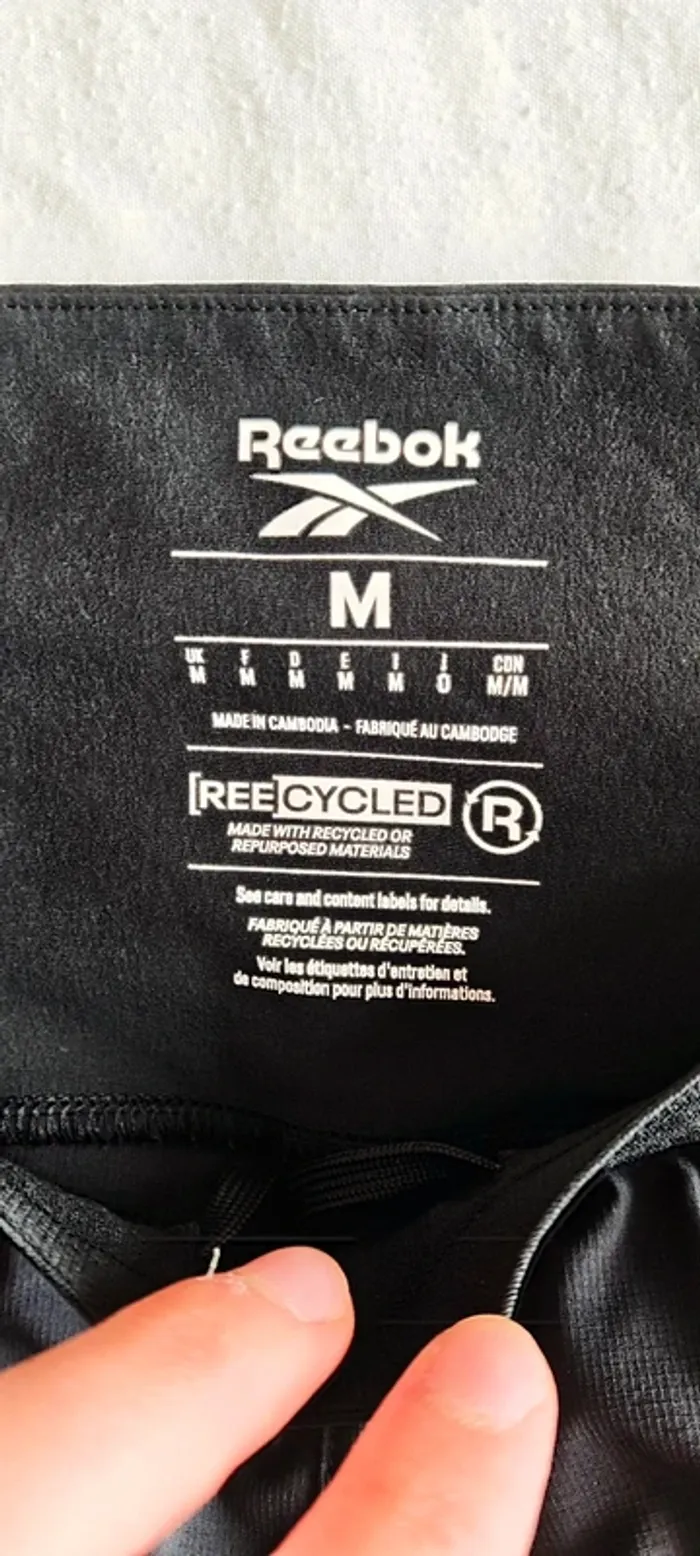 Reebok
M
UK F D E I J CDN
M M M M M O M/M
MADE IN CAMBODIA - FABRIQUÉ AU CAMBODGE
[REE]CYCLED R
MADE WITH RECYCLED OR
REPURPOSED MATERIALS
See care and content labels for details.
FABRIQUÉ À PARTIR DE MATIÈRES
RECYCLÉES OU RÉCUPÉRÉES.
Voir les étiquettes d'entretien et
de composition pour plus d'informations.